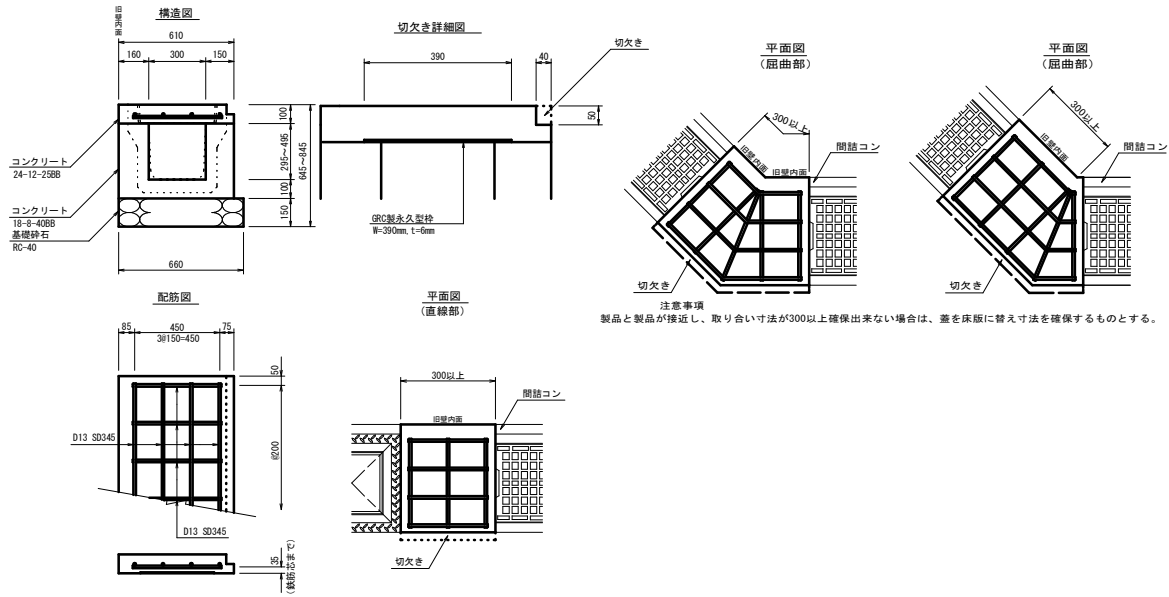 構造図
旧壁内面
610
160
300
150
100
295～495
100
150
645～845
コンクリート
24-12-25BB
コンクリート
18-8-40BB
基礎砕石
RC-40
660
切欠き詳細図
390
40
切欠き
50
GRC製永久型枠
W=390mm,t=6mm
平面図
(屈曲部)
300以上
間詰コン
旧壁内面
旧壁内面
切欠き
平面図
(屈曲部)
300以上
間詰コン
旧壁内面
切欠き
注意事項
製品と製品が接近し、取り合い寸法が300以上確保出来ない場合は、蓋を床版に替え寸法を確保するものとする。
配筋図
85
450
75
3@150=450
50
@200
D13 SD345
D13 SD345
35
(鉄筋芯まで)
平面図
(直線部)
300以上
間詰コン
旧壁内面
切欠き